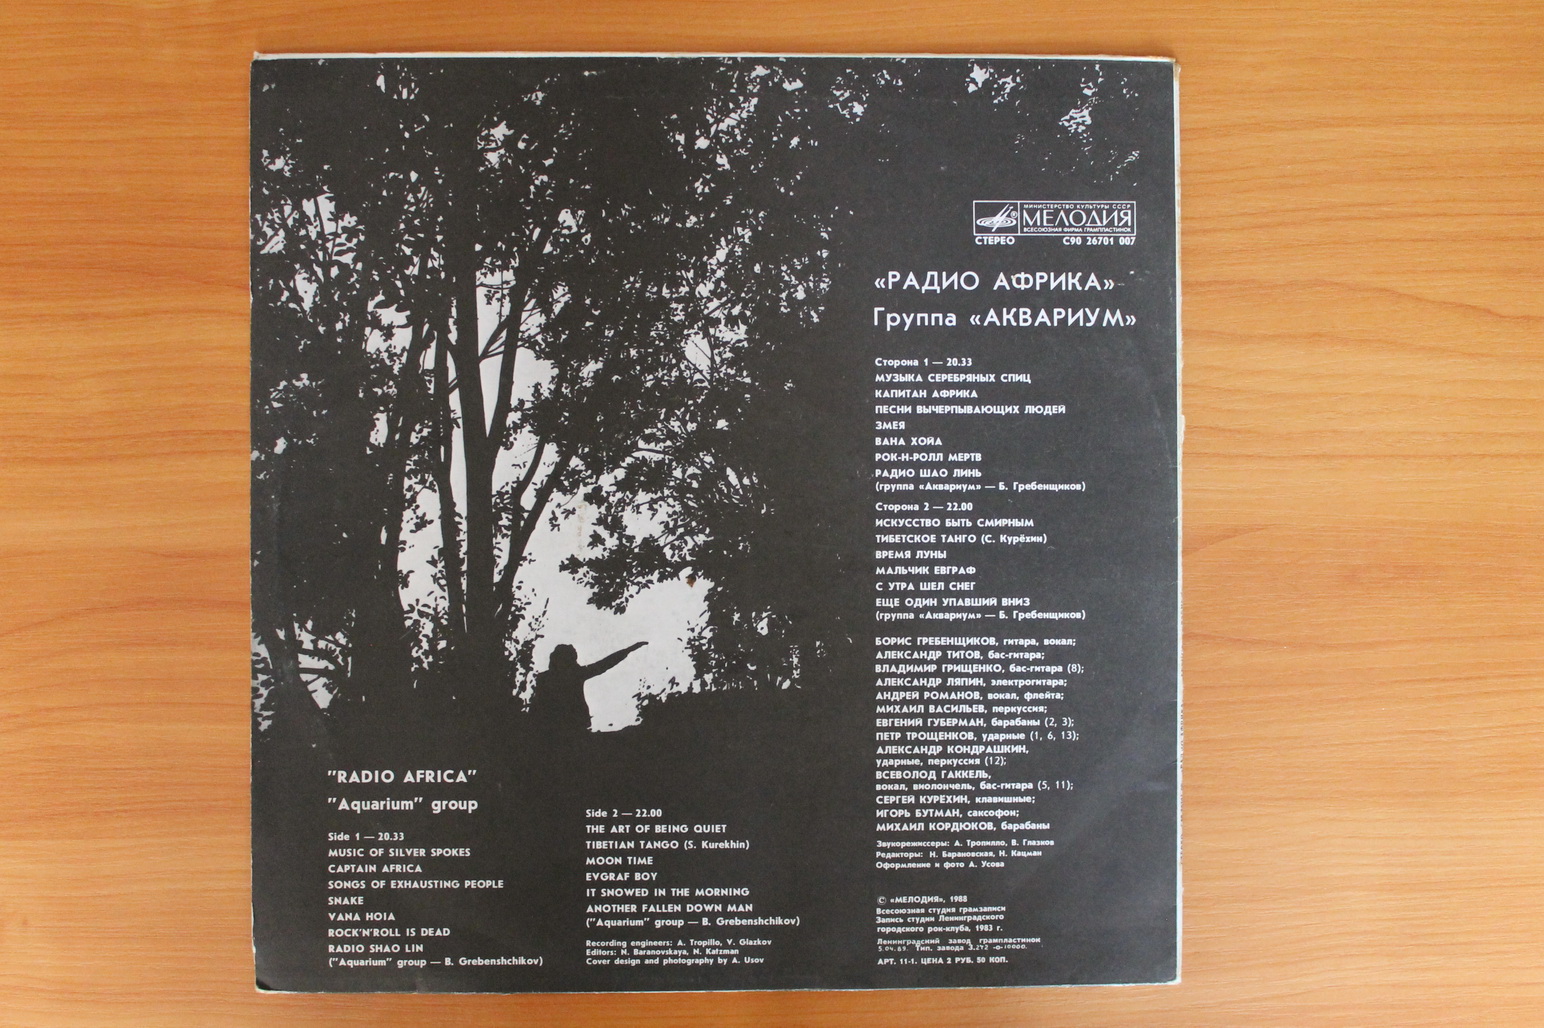 МИНИСТЕРСТВО КУЛЬТУРЫ СССР
МЕЛОДИЯ
ВСЕСОЮЗНАЯ ФИРМА ГРАМПЛАСТИНОК
СТЕРЕО С90 26701 007
«РАДИО АФРИКА»
Группа «АКВАРИУМ»
Сторона 1 — 20.33
МУЗЫКА СЕРЕБРЯНЫХ СПИЦ
КАПИТАН АФРИКА
ПЕСНИ ВЫЧЕРПЫВАЮЩИХ ЛЮДЕЙ
ЗМЕЯ
ВАНА ХОЙА
РОК-Н-РОЛЛ МЕРТВ
РАДИО ШАО ЛИНЬ
(группа «Аквариум» — Б. Гребенщиков)
Сторона 2 — 22.00
ИСКУССТВО БЫТЬ СМИРНЫМ
ТИБЕТСКОЕ ТАНГО (С. Курёхин)
ВРЕМЯ ЛУНЫ
МАЛЬЧИК ЕВГРАФ
С УТРА ШЕЛ СНЕГ
ЕЩЕ ОДИН УПАВШИЙ ВНИЗ
(группа «Аквариум» — Б. Гребенщиков)
БОРИС ГРЕБЕНЩИКОВ, гитара, вокал;
АЛЕКСАНДР ТИТОВ, бас-гитара;
ВЛАДИМИР ГРИЩЕНКО, бас-гитара (8);
АЛЕКСАНДР ЛЯПИН, электрогитара;
АНДРЕЙ РОМАНОВ, вокал, флейта;
МИХАИЛ ВАСИЛЬЕВ, перкуссия;
ЕВГЕНИЙ ГУБЕРМАН, барабаны (2, 3);
ПЕТР ТРОЩЕНКОВ, ударные (1, 6, 13);
АЛЕКСАНДР КОНДРАШКИН,
ударные, перкуссия (12);
ВСЕВОЛОД ГАККЕЛЬ,
вокал, виолончель, бас-гитара (5, 11);
СЕРГЕЙ КУРЕХИН, клавишные;
ИГОРЬ БУТМАН, саксофон;
МИХАИЛ КОРДЮКОВ, барабаны
Звукорежиссеры: А. Тропилло, В. Глазков
Редакторы: Н. Барановская, Н. Кацман
Оформление и фото А. Усова
© «МЕЛОДИЯ», 1988
Всесоюзная студия грамзаписи
Запись студии Ленинградского
городского рок-клуба, 1983 г.
Ленинградский завод грампластинок
5.04.89. Тип. завода З.272 -0-10000.
АРТ. 11-1. ЦЕНА 2 РУБ. 50 КОП.
"RADIO AFRICA"
"Aquarium" group
Side 1 — 20.33
MUSIC OF SILVER SPOKES
CAPTAIN AFRICA
SONGS OF EXHAUSTING PEOPLE
SNAKE
VANA HOIA
ROCK'N'ROLL IS DEAD
RADIO SHAO LIN
("Aquarium" group — B. Grebenshchikov)
Side 2 — 22.00
THE ART OF BEING QUIET
TIBETIAN TANGO (S. Kurekhin)
MOON TIME
EVGRAF BOY
IT SNOWED IN THE MORNING
ANOTHER FALLEN DOWN MAN
("Aquarium" group — B. Grebenshchikov)
Recording engineers: A. Tropillo, V. Glazkov
Editors: N. Baranovskaya, N. Katzman
Cover design and photography by A. Usov